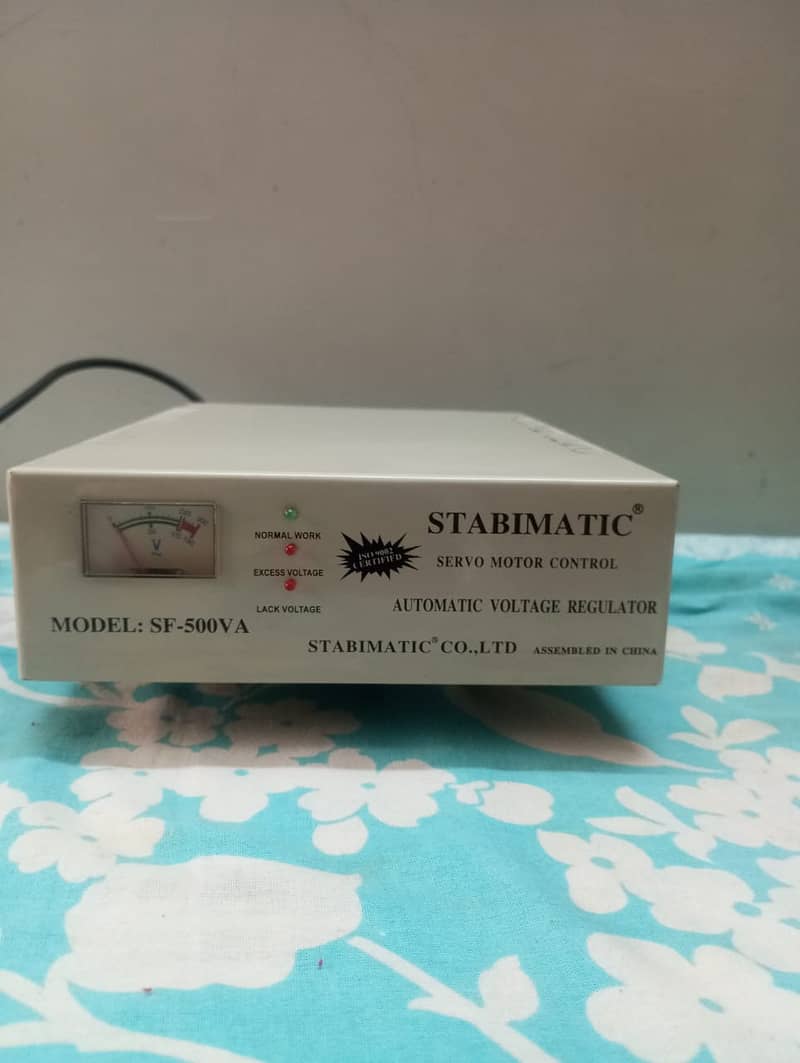 V
NORMAL WORK
EXCESS VOLTAGE
LACK VOLTAGE
ISO 9002
CERTIFIED
STABIMATIC®
SERVO MOTOR CONTROL
AUTOMATIC VOLTAGE REGULATOR
MODEL: SF-500VA
STABIMATIC® CO.,LTD ASSEMBLED IN CHINA